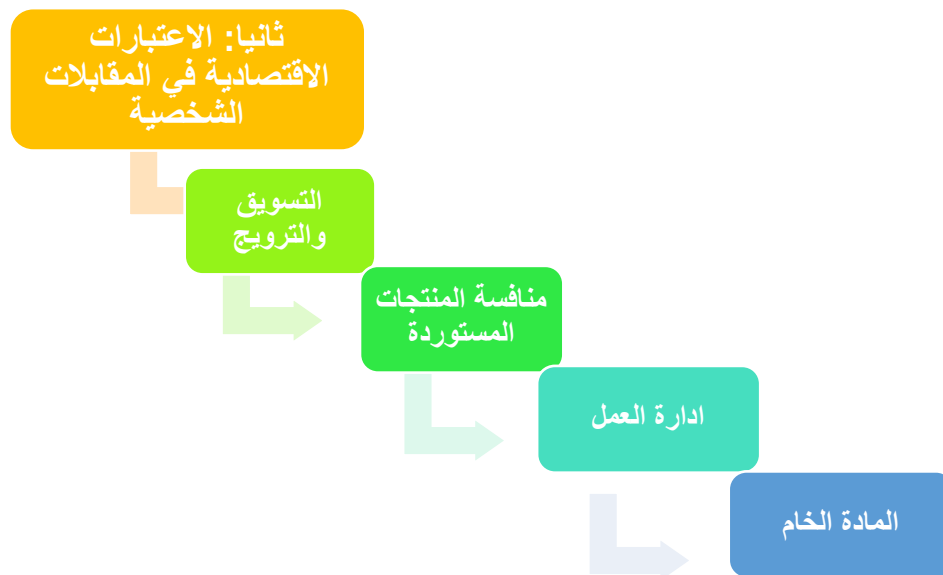 ثانيا: الاعتبارات
الاقتصادية في المقابلات
الشخصية
التسويق
والترويج
منافسة المنتجات
المستوردة
ادارة العمل
المادة الخام